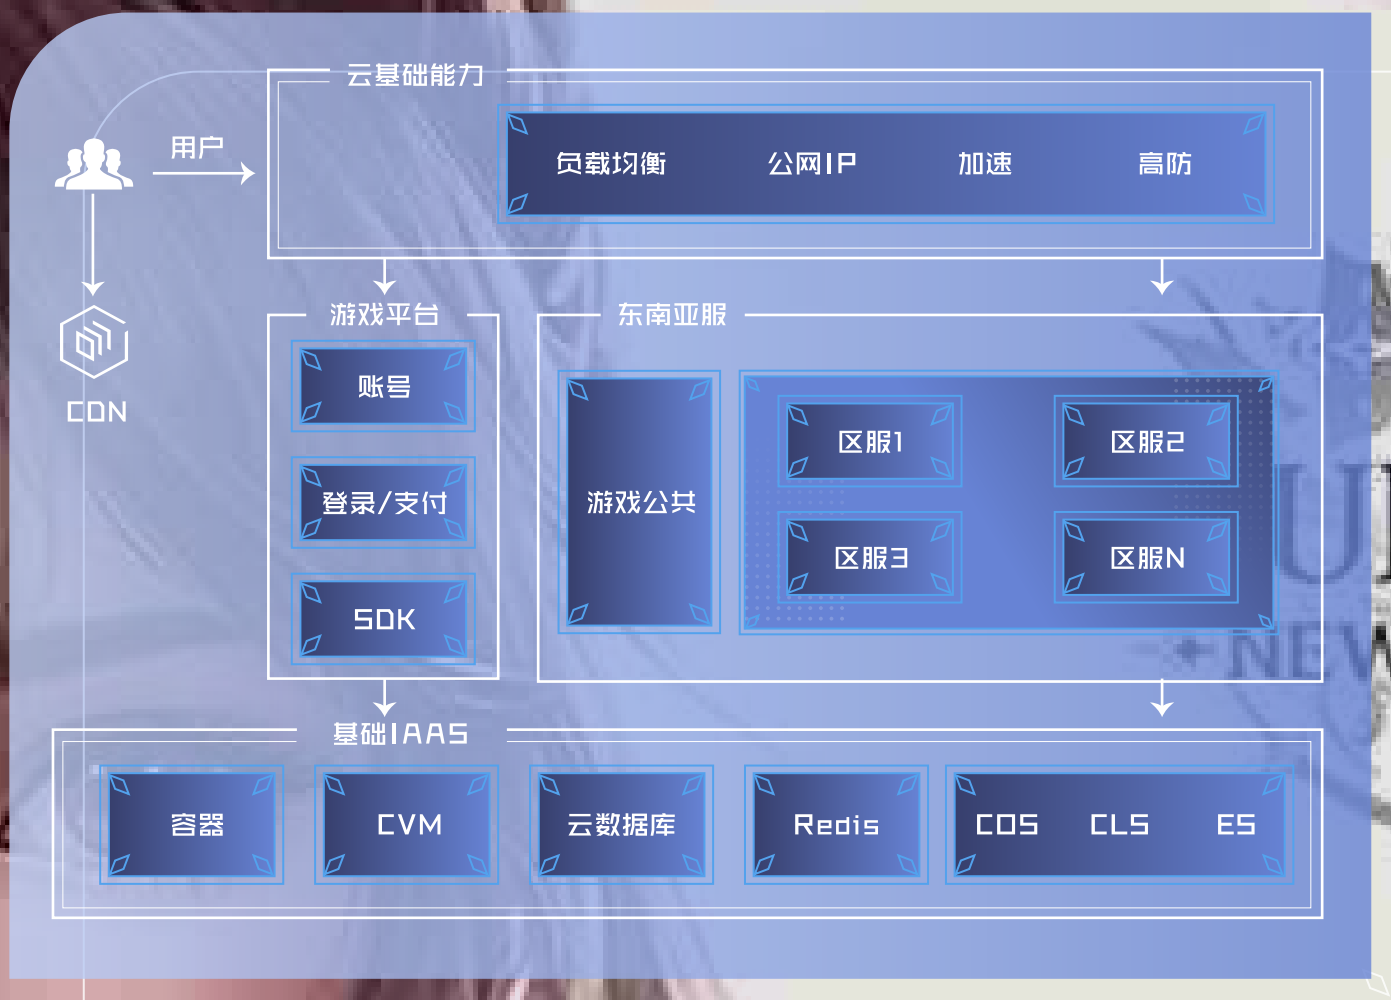 云基础能力
用户
负载均衡 公网IP 加速 高防
CDN
游戏平台
账号
登录/支付
SDK
东南亚服
游戏公共
区服1 区服2
区服3 区服N
基础IAAS
容器 CVM 云数据库 Redis COS CLS ES
NEW